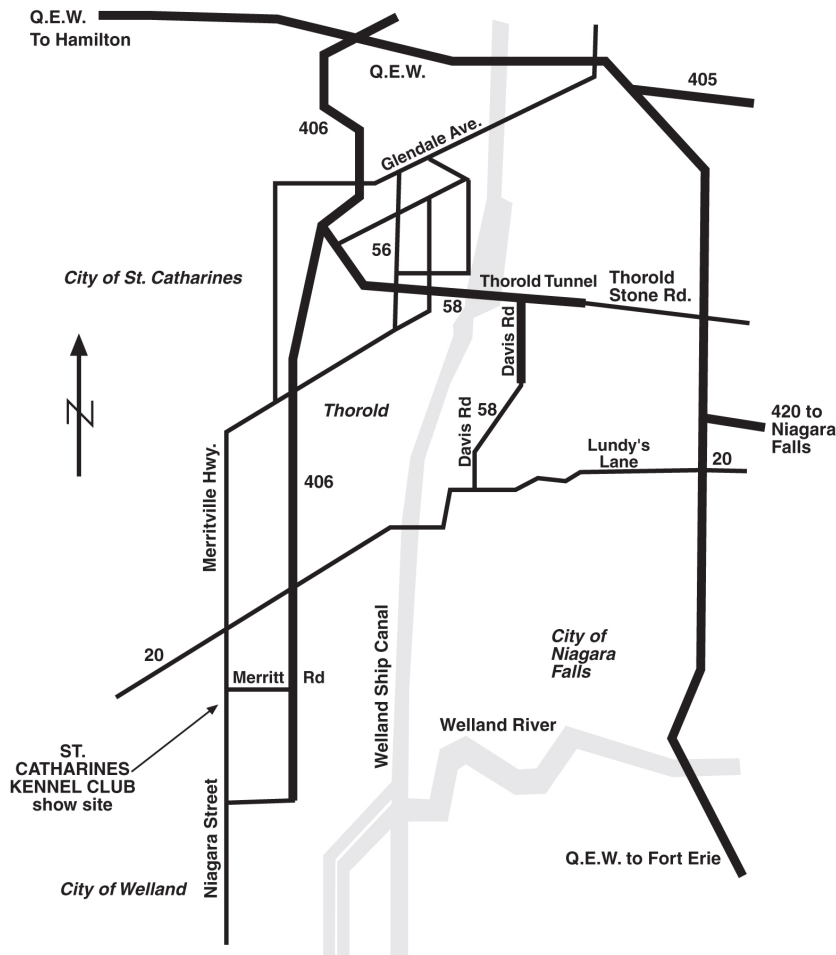 Q.E.W.
To Hamilton
Q.E.W.
405
406
Glendale Ave.
56
City of St. Catharines
Thorold Tunnel
Thorold
Stone Rd.
58
Davis Rd
N
Thorold
Davis Rd
58
420 to
Niagara
Falls
Lundy's
Lane
20
Merritville Hwy.
406
20
Merritt Rd
Welland Ship Canal
City of
Niagara
Falls
Welland River
ST.
CATHARINES
KENNEL CLUB
show site
Niagara Street
Q.E.W. to Fort Erie
City of Welland